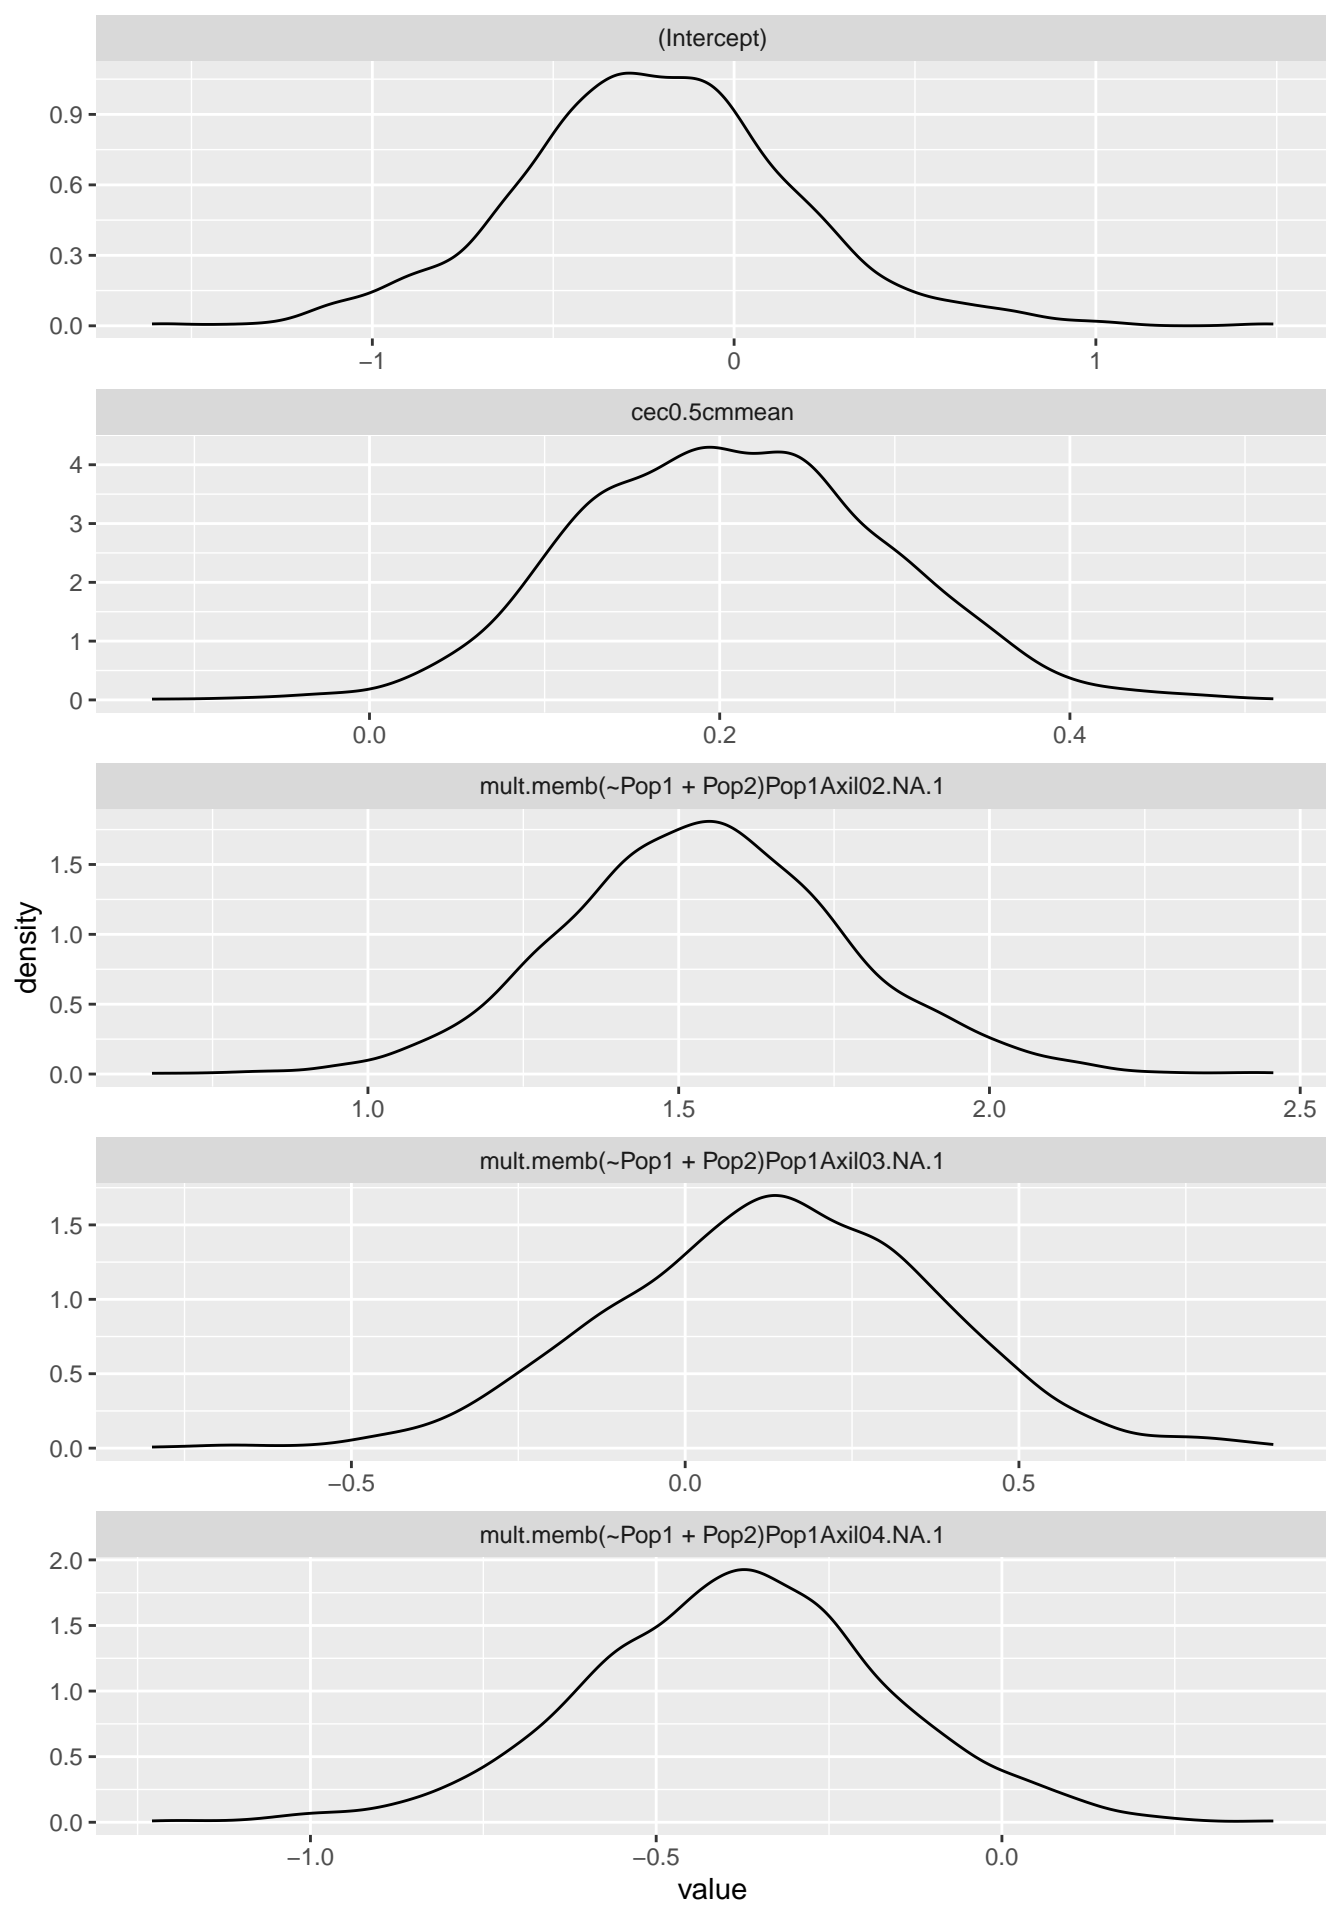 (Intercept)
0.9
0.6
0.3
0.0
−1 0 1
cec0.5cmmean
4
3
2
1
0
0.0 0.2 0.4
mult.memb(~Pop1 + Pop2)Pop1Axil02.NA.1
1.5
1.0
0.5
0.0
1.0 1.5 2.0 2.5
density
mult.memb(~Pop1 + Pop2)Pop1Axil03.NA.1
1.5
1.0
0.5
0.0
−0.5 0.0 0.5
mult.memb(~Pop1 + Pop2)Pop1Axil04.NA.1
2.0
1.5
1.0
0.5
0.0
−1.0 −0.5 0.0
value